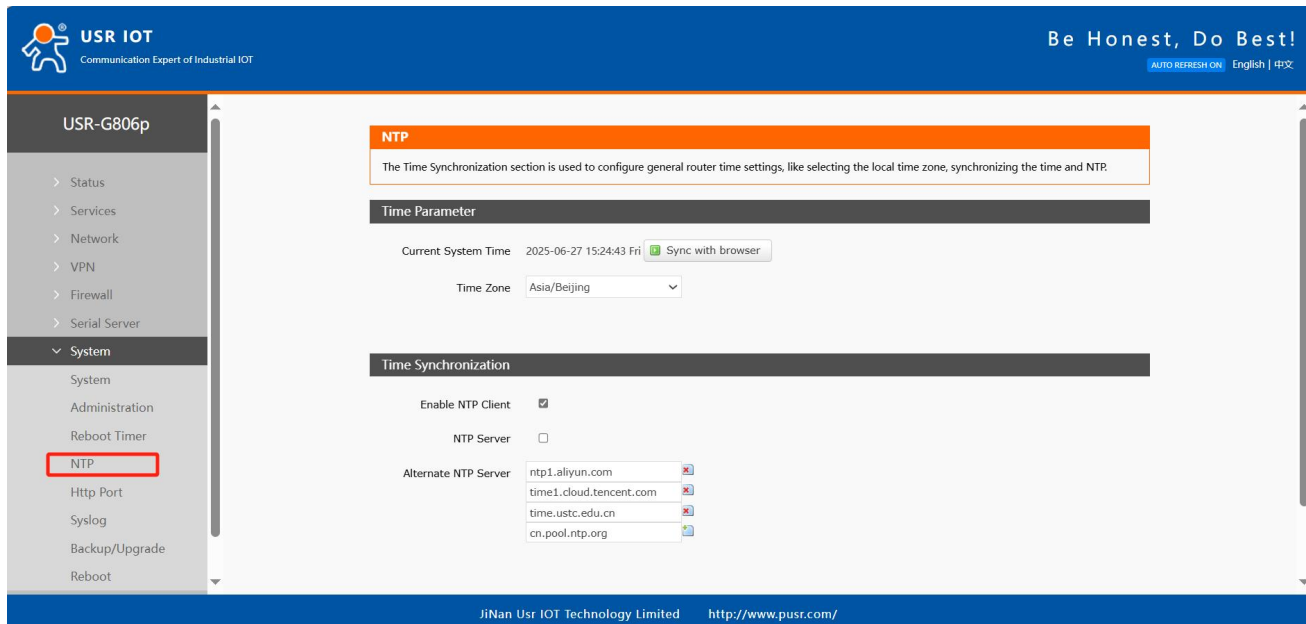 USR IOT
Communication Expert of Industrial IOT
®
Be Honest, Do Best!
AUTO REFRESH ON English | 中文
USR-G806p
Status
Services
Network
VPN
Firewall
Serial Server
System
System
Administration
Reboot Timer
NTP
Http Port
Syslog
Backup/Upgrade
Reboot
NTP
The Time Synchronization section is used to configure general router time settings, like selecting the local time zone, synchronizing the time and NTP.
Time Parameter
Current System Time 2025-06-27 15:24:43 Fri Sync with browser
Time Zone Asia/Beijing
Time Synchronization
Enable NTP Client
NTP Server
Alternate NTP Server ntp1.aliyun.com
time1.cloud.tencent.com
time.ustc.edu.cn
cn.pool.ntp.org
JiNan Usr IOT Technology Limited http://www.pusr.com/